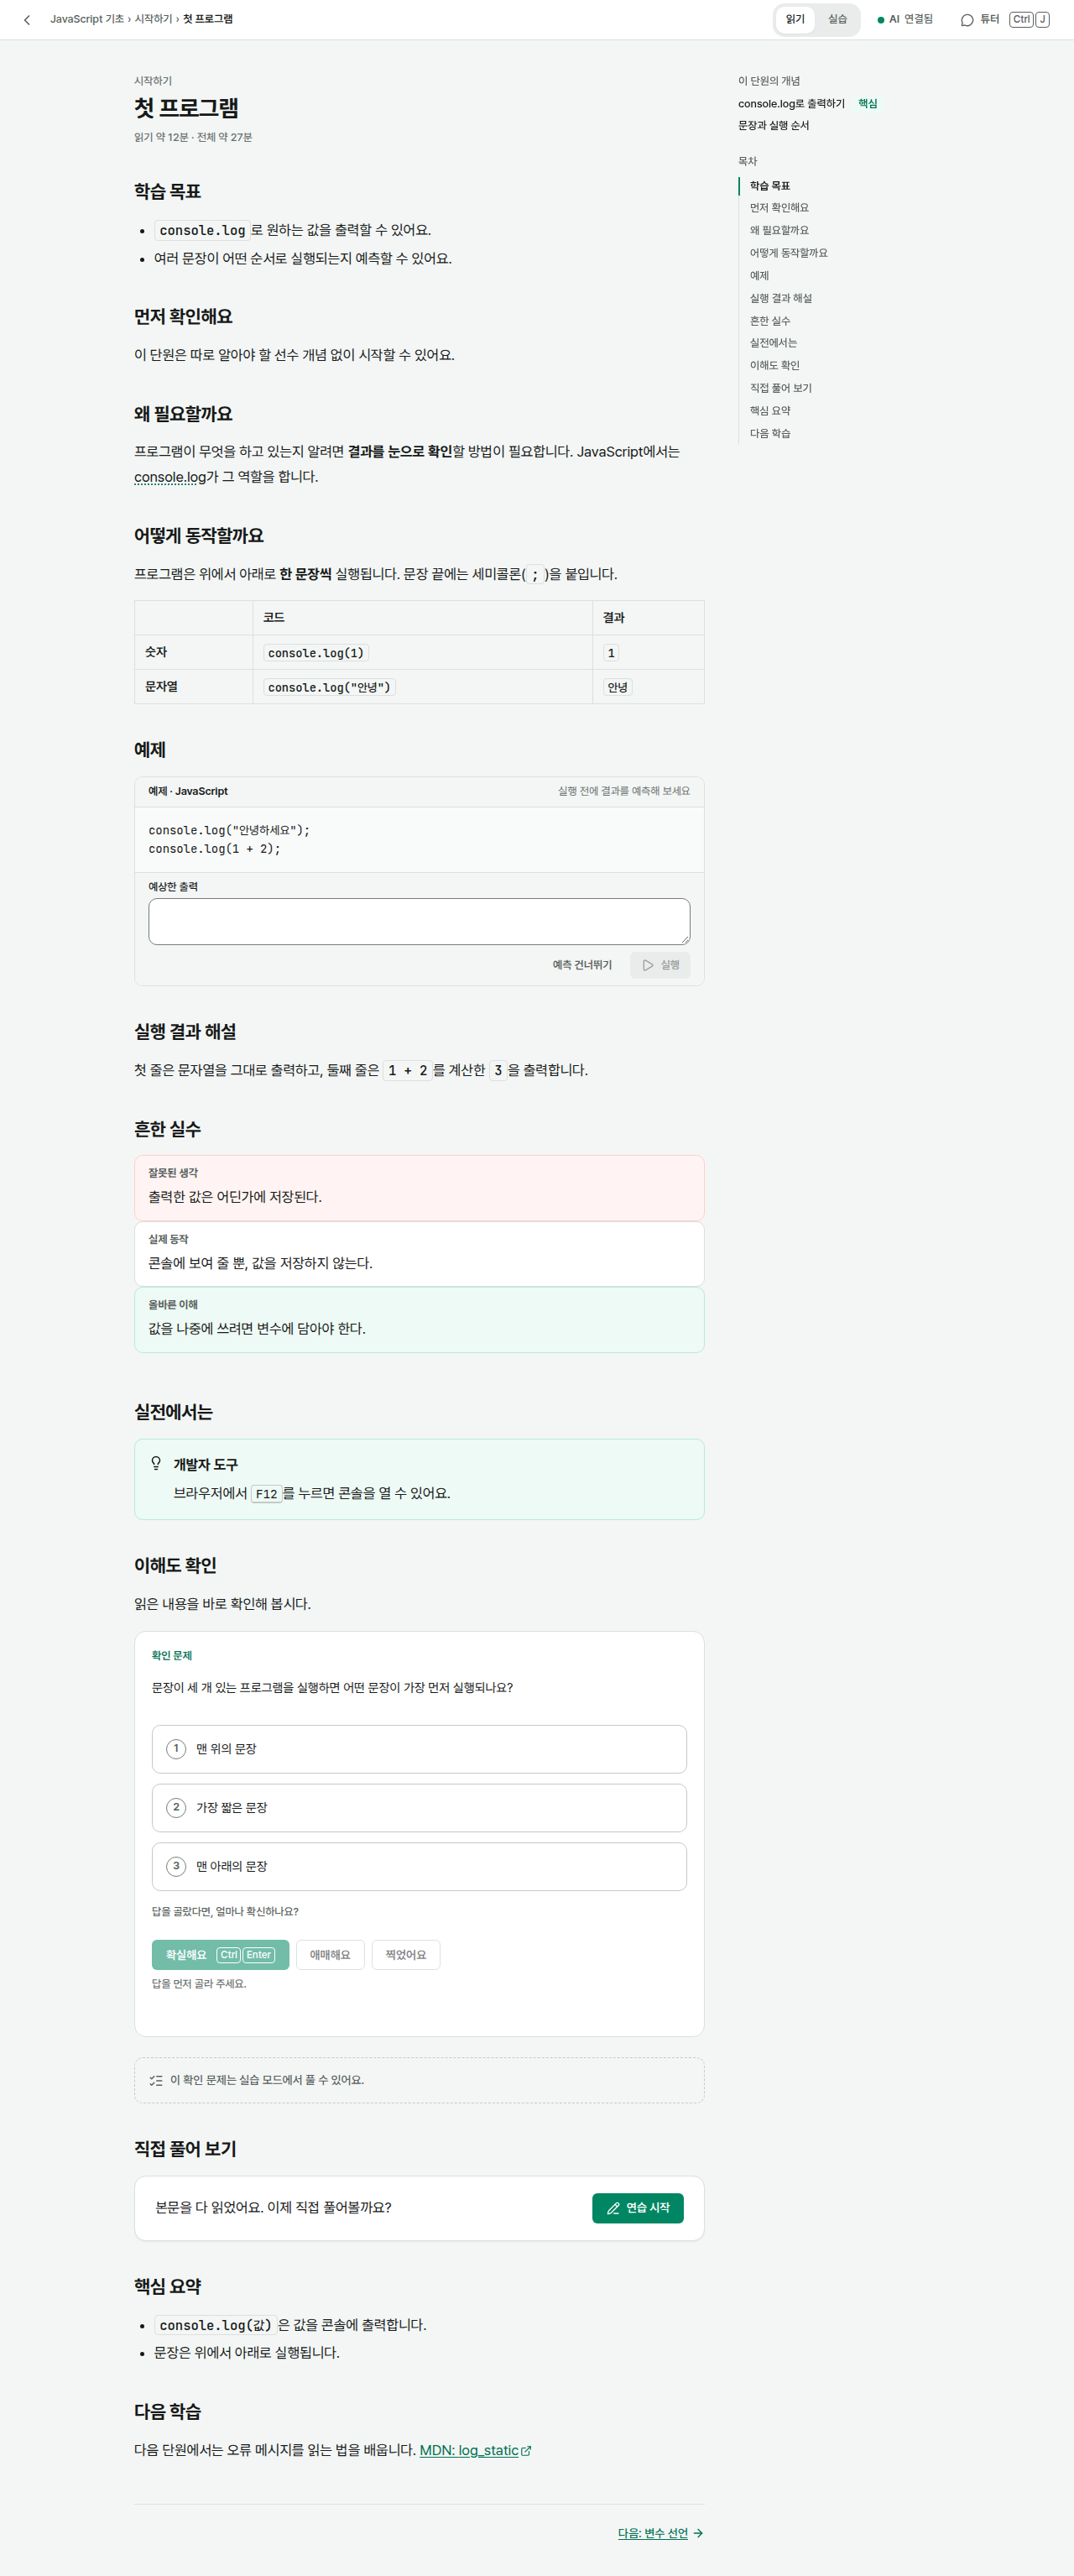 JavaScript 기초 › 시작하기 › 첫 프로그램
읽기 실습 AI 연결됨 튜터 Ctrl J
시작하기
첫 프로그램
읽기 약 12분 · 전체 약 27분
학습 목표
console.log로 원하는 값을 출력할 수 있어요.
여러 문장이 어떤 순서로 실행되는지 예측할 수 있어요.
먼저 확인해요
이 단원은 따로 알아야 할 선수 개념 없이 시작할 수 있어요.
왜 필요할까요
프로그램이 무엇을 하고 있는지 알려면 결과를 눈으로 확인할 방법이 필요합니다. JavaScript에서는
console.log가 그 역할을 합니다.
어떻게 동작할까요
프로그램은 위에서 아래로 한 문장씩 실행됩니다. 문장 끝에는 세미콜론(;)을 붙입니다.
코드 결과
숫자 console.log(1) 1
문자열 console.log("안녕") 안녕
예제
예제 · JavaScript 실행 전에 결과를 예측해 보세요
console.log("안녕하세요");
console.log(1 + 2);
예상한 출력
예측 건너뛰기 실행
실행 결과 해설
첫 줄은 문자열을 그대로 출력하고, 둘째 줄은 1 + 2를 계산한 3을 출력합니다.
흔한 실수
잘못된 생각
출력한 값은 어딘가에 저장된다.
실제 동작
콘솔에 보여 줄 뿐, 값을 저장하지 않는다.
올바른 이해
값을 나중에 쓰려면 변수에 담아야 한다.
실전에서는
개발자 도구
브라우저에서 F12를 누르면 콘솔을 열 수 있어요.
이해도 확인
읽은 내용을 바로 확인해 봅시다.
확인 문제
문장이 세 개 있는 프로그램을 실행하면 어떤 문장이 가장 먼저 실행되나요?
1 맨 위의 문장
2 가장 짧은 문장
3 맨 아래의 문장
답을 골랐다면, 얼마나 확신하나요?
확실해요 Ctrl Enter 애매해요 찍었어요
답을 먼저 골라 주세요.
이 확인 문제는 실습 모드에서 풀 수 있어요.
직접 풀어 보기
본문을 다 읽었어요. 이제 직접 풀어볼까요? 연습 시작
핵심 요약
console.log(값)은 값을 콘솔에 출력합니다.
문장은 위에서 아래로 실행됩니다.
다음 학습
다음 단원에서는 오류 메시지를 읽는 법을 배웁니다. MDN: log_static
다음: 변수 선언 →
이 단원의 개념
console.log로 출력하기 핵심
문장과 실행 순서
목차
학습 목표
먼저 확인해요
왜 필요할까요
어떻게 동작할까요
예제
실행 결과 해설
흔한 실수
실전에서는
이해도 확인
직접 풀어 보기
핵심 요약
다음 학습